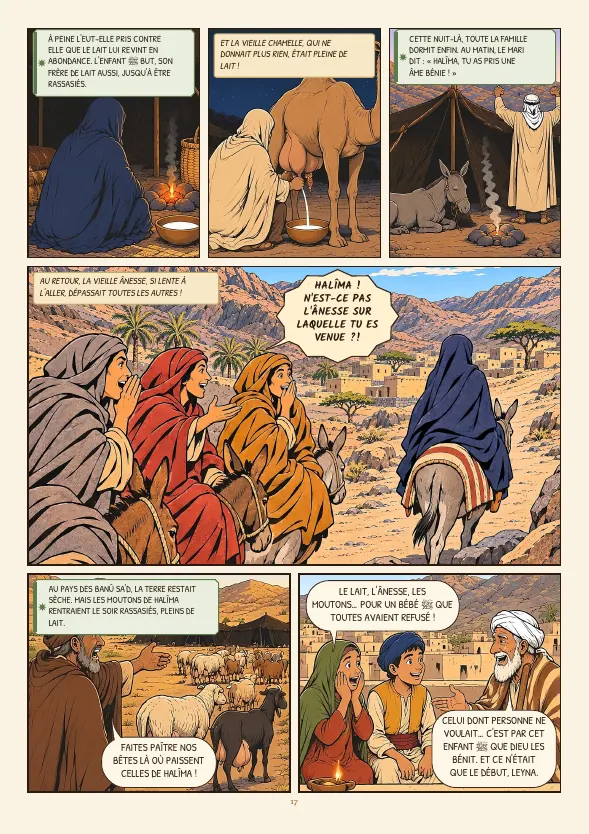 À PEINE L'EUT-ELLE PRIS CONTRE
ELLE QUE LE LAIT LUI REVINT EN
ABONDANCE. L'ENFANT ﷺ BUT, SON
FRÈRE DE LAIT AUSSI, JUSQU'À ÊTRE
RASSASIÉS.
ET LA VIEILLE CHAMELLE, QUI NE
DONNAIT PLUS RIEN, ÉTAIT PLEINE DE
LAIT !
CETTE NUIT-LÀ, TOUTE LA FAMILLE
DORMIT ENFIN. AU MATIN, LE MARI
DIT : « HALÎMA, TU AS PRIS UNE
ÂME BÉNIE ! »
AU RETOUR, LA VIEILLE ÂNESSE, SI LENTE À
L'ALLER, DÉPASSAIT TOUTES LES AUTRES !
HALÎMA !
N'EST-CE PAS
L'ÂNESSE SUR
LAQUELLE TU ES
VENUE ?!
AU PAYS DES BANÛ SA'D, LA TERRE RESTAIT
SÈCHE. MAIS LES MOUTONS DE HALÎMA
RENTRAIENT LE SOIR RASSASIÉS, PLEINS DE
LAIT.
FAITES PAÎTRE NOS
BÊTES LÀ OÙ PAISSENT
CELLES DE HALÎMA !
LE LAIT, L'ÂNESSE, LES
MOUTONS... POUR UN BÉBÉ ﷺ QUE
TOUTES AVAIENT REFUSÉ !
CELUI DONT PERSONNE NE
VOULAIT... C'EST PAR CET
ENFANT ﷺ QUE DIEU LES
BÉNIT. ET CE N'ÉTAIT
QUE LE DÉBUT, LEYNA.
17